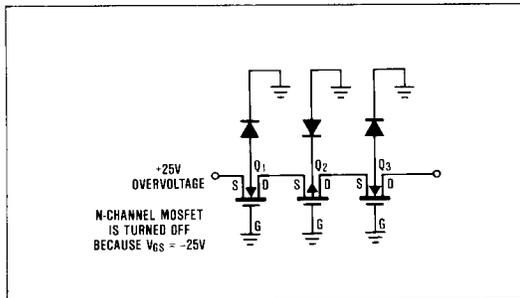 +25V
OVERVOLTAGE
N-CHANNEL MOSFET
IS TURNED OFF
BECAUSE VGS = -25V
Q1
Q2
Q3
S
D
S
D
S
D
G
G
G